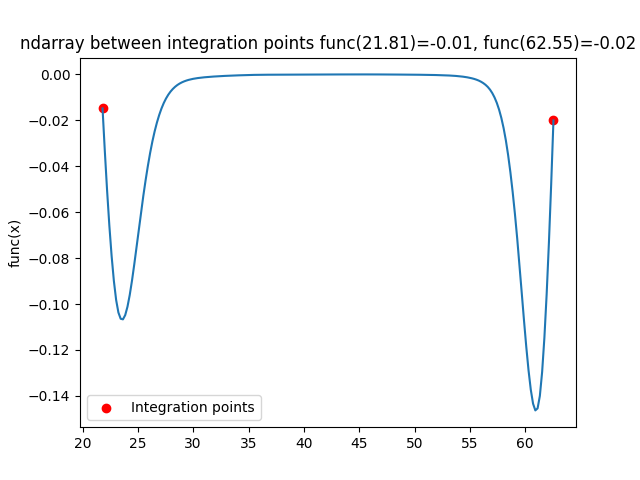 ndarray between integration points func(21.81)=-0.01, func(62.55)=-0.02
0.00
−0.02
−0.04
−0.06
−0.08
−0.10
−0.12
−0.14
func(x)
Integration points
20 25 30 35 40 45 50 55 60